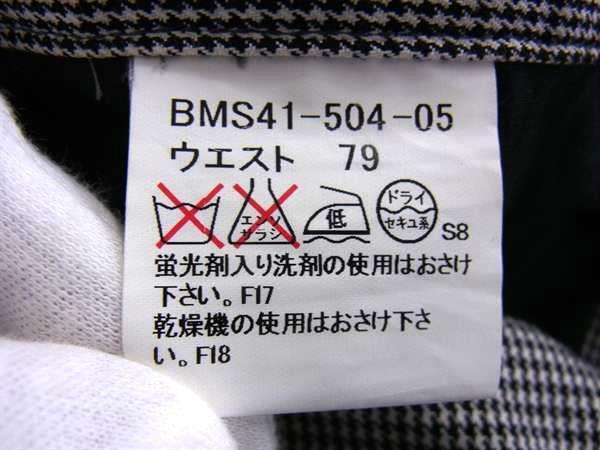 BMS41-504-05
ウエスト 79
エンソ
サラシ
低
ドライ
セキユ系
S8
蛍光剤入り洗剤の使用はおさけ
下さい。F17
乾燥機の使用はおさけ下さ
い。F18